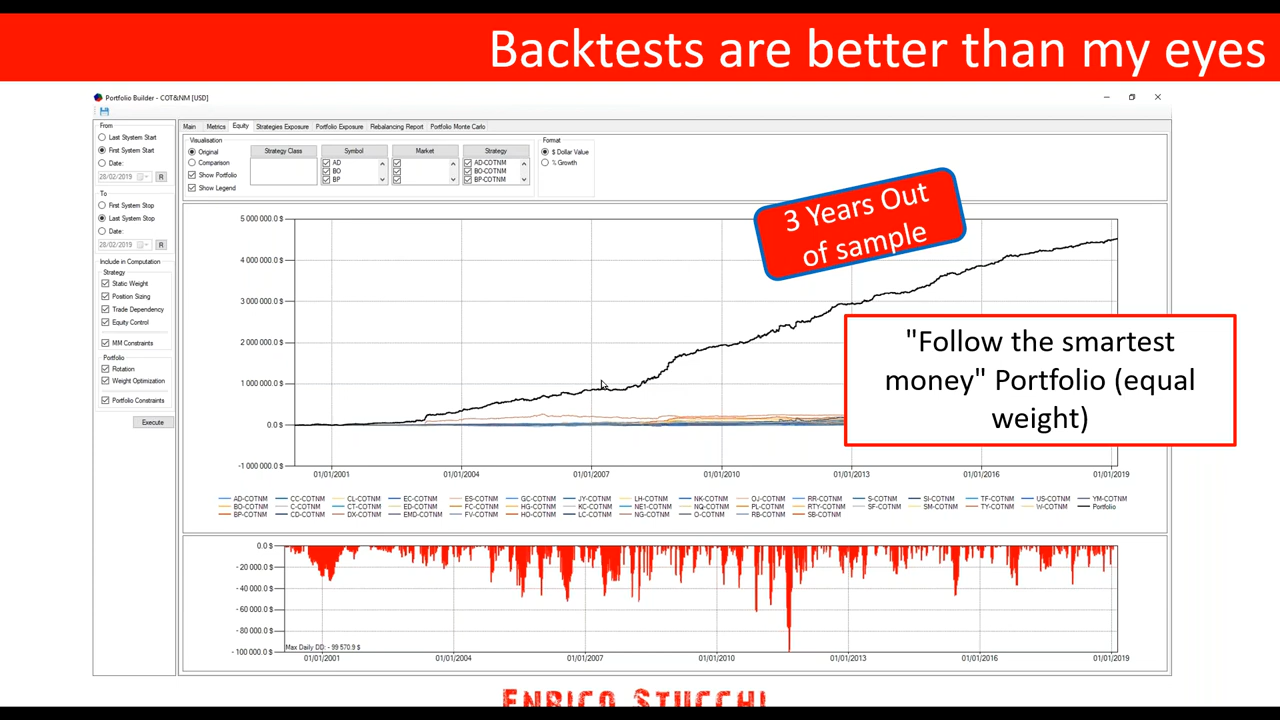 Backtests are better than my eyes
Portfolio Builder - COT&NM [USD]
From
Last System Start
First System Start
Date:
28/02/2019
R
To
First System Stop
Last System Stop
Date:
28/02/2019
R
Include in Computation
Strategy
Static Weight
Position Sizing
Trade Dependency
Equity Control
MM Constraints
Portfolio
Rotation
Weight Optimization
Portfolio Constraints
Execute
Main Metrics Equity Strategies Exposure Portfolio Exposure Rebalancing Report Portfolio Monte Carlo
Visualisation
Original
Comparison
Show Portfolio
Show Legend
Strategy Class
Symbol
AD
BO
BP
Market
Strategy
AD-COTNM
BO-COTNM
BP-COTNM
Format
$ Dollar Value
% Growth
3 Years Out
of sample
"Follow the smartest
money" Portfolio (equal
weight)
5 000 000.0 $
4 000 000.0 $
3 000 000.0 $
2 000 000.0 $
1 000 000.0 $
0.0 $
-1 000 000.0 $
01/01/2001 01/01/2004 01/01/2007 01/01/2010 01/01/2013 01/01/2016 01/01/2019
AD-COTNM CC-COTNM CL-COTNM EC-COTNM ES-COTNM GC-COTNM JY-COTNM LH-COTNM NK-COTNM OJ-COTNM RR-COTNM S-COTNM SI-COTNM TF-COTNM US-COTNM YM-COTNM
BO-COTNM C-COTNM CT-COTNM ED-COTNM FC-COTNM HG-COTNM KC-COTNM NE1-COTNM NQ-COTNM PL-COTNM RTY-COTNM SF-COTNM SM-COTNM TY-COTNM W-COTNM Portfolio
BP-COTNM CD-COTNM DX-COTNM EMD-COTNM FV-COTNM HO-COTNM LC-COTNM NG-COTNM O-COTNM RB-COTNM SB-COTNM
0.0 $
- 20 000.0 $
- 40 000.0 $
- 60 000.0 $
- 80 000.0 $
- 100 000.0 $
Max Daily DD: - 99 570.9 $
01/01/2001 01/01/2004 01/01/2007 01/01/2010 01/01/2013 01/01/2016 01/01/2019
Enrico Stucchi